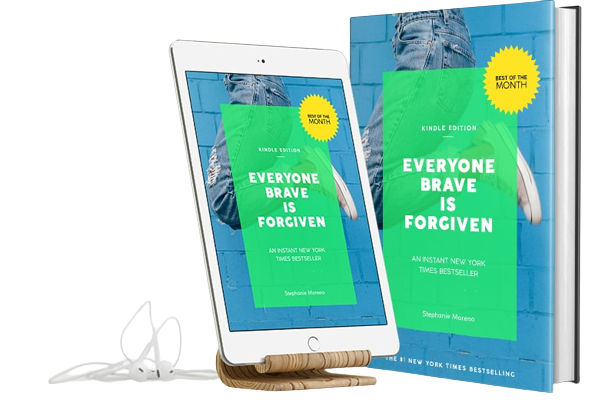 BEST OF THE
MONTH
KINDLE EDITION
EVERYONE
BRAVE
IS
FORGIVEN
AN INSTANT NEW YORK
TIMES BESTSELLER
Stephanie Moreno
BEST OF THE
MONTH
KINDLE EDITION
EVERYONE
BRAVE
IS
FORGIVEN
AN INSTANT NEW YORK
TIMES BESTSELLER
Stephanie Moreno
THE #1 NEW YORK TIMES BESTSELLING